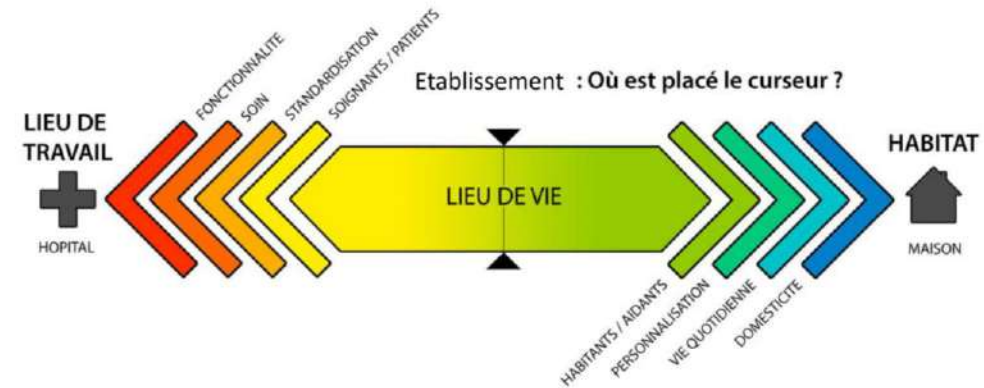 Etablissement : Où est placé le curseur ?
LIEU DE
TRAVAIL
HOPITAL
FONCTIONNALITE
SOIN
STANDARDISATION
SOIGNANTS / PATIENTS
LIEU DE VIE
HABITANTS / AIDANTS
PERSONNALISATION
VIE QUOTIDIENNE
DOMESTICITE
HABITAT
MAISON